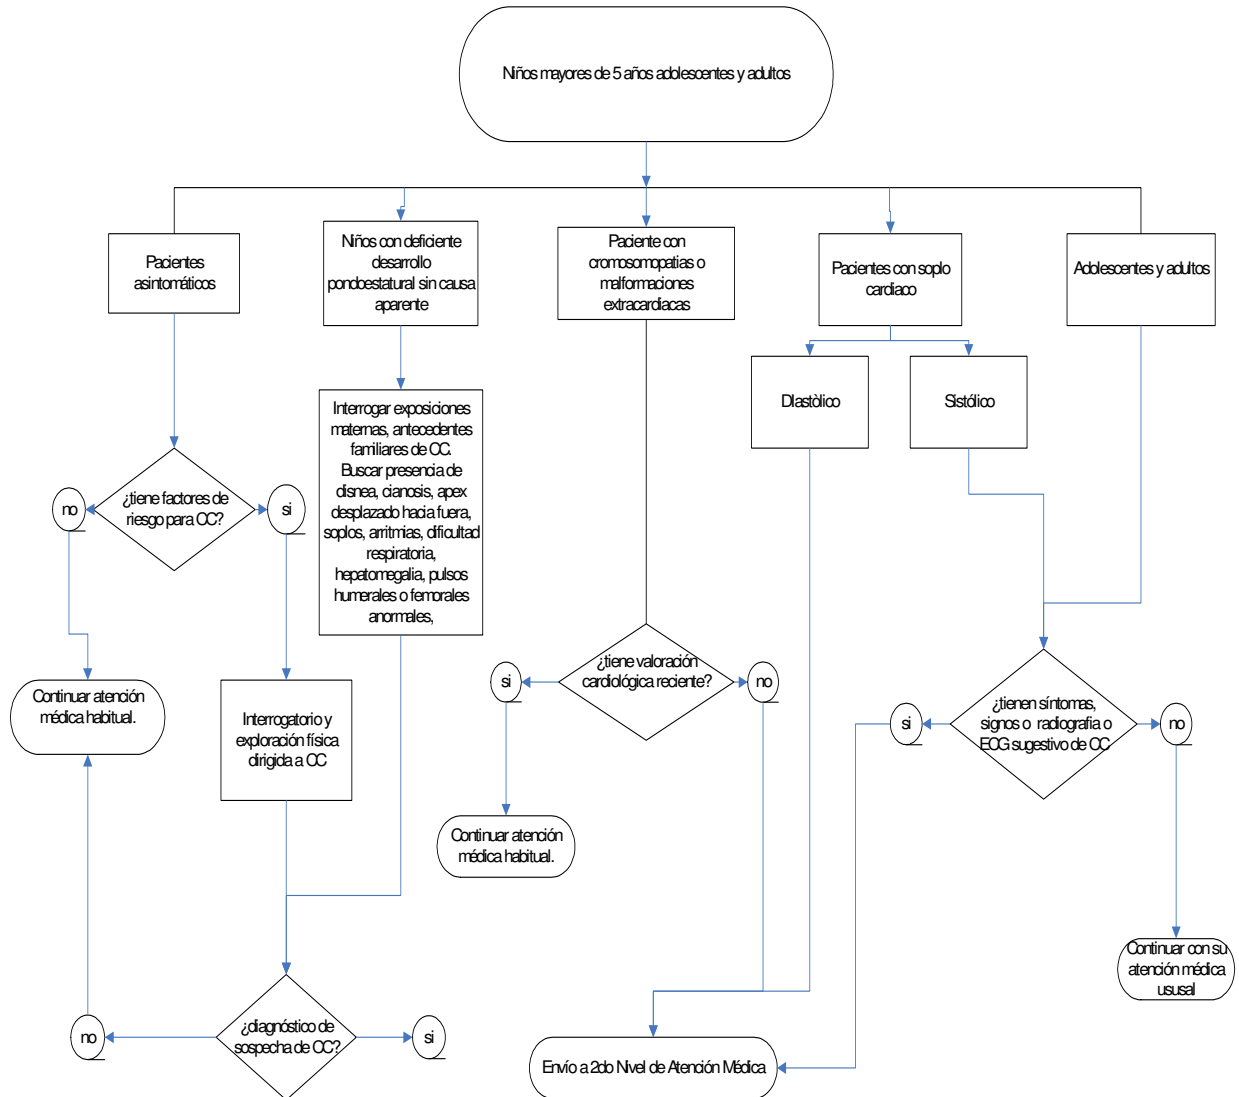 Niños mayores de 5 años adolescentes y adultos
Pacientes
asintomáticos
Niños con deficiente
desarrollo
pondoestatural sin causa
aparente
Paciente con
cromosomopatias o
malformaciones
extracardiacas
Pacientes con soplo
cardiaco
Adolescentes y adultos
DIastòlico
Sistólico
Interrogar exposiciones
maternas, antecedentes
familiares de CC.
Buscar presencia de
disnea, cianosis, apex
desplazado hacia fuera,
soplos, arritmias, dificultad
respiratoria,
hepatomegalia, pulsos
humerales o femorales
anormales,
¿tiene factores de
riesgo para CC?
no
si
Continuar atención
médica habitual.
Interrogatorio y
exploración física
dirigida a CC
¿tiene valoración
cardiológica reciente?
si
no
Continuar atención
médica habitual.
¿tienen síntomas,
signos o radiografia o
ECG sugestivo de CC
si
no
Continuar con su
atención médica
ususal
¿diagnóstico de
sospecha de CC?
no
si
Envío a 2do Nivel de Atención Médica